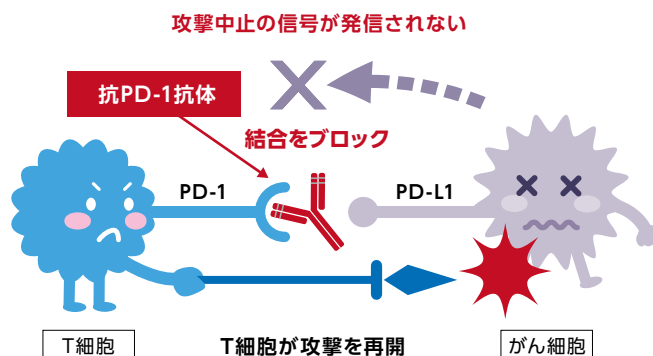 攻撃中止の信号が発信されない
抗PD-1抗体
結合をブロック
PD-1
PD-L1
T細胞
T細胞が攻撃を再開
がん細胞